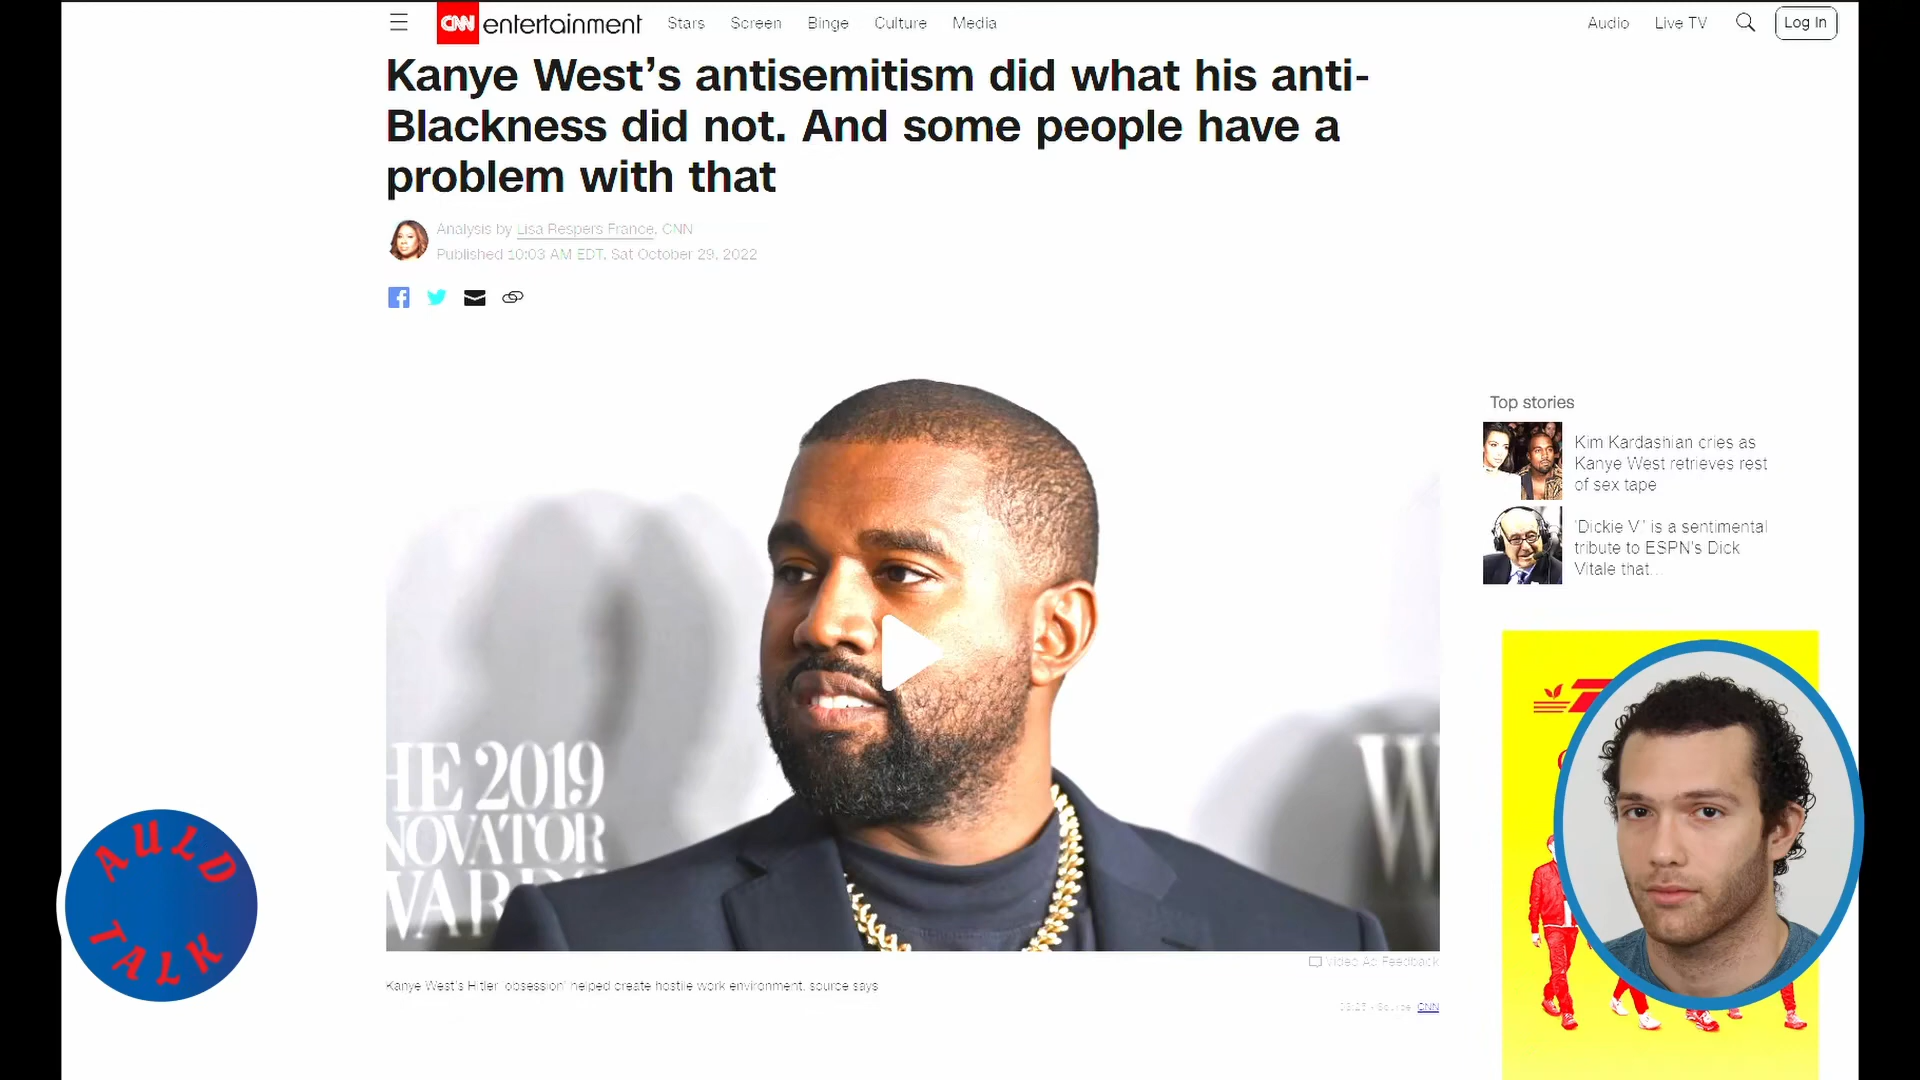 CNN entertainment Stars Screen Binge Culture Media Audio Live TV Log In
Kanye West’s antisemitism did what his anti-
Blackness did not. And some people have a
problem with that
Analysis by Lisa Respers France, CNN
Published 10:03 AM EDT, Sat October 29, 2022
Top stories
Kim Kardashian cries as
Kanye West retrieves rest
of sex tape
'Dickie V' is a sentimental
tribute to ESPN's Dick
Vitale that..
HE 2019
NOVATOR
WARDS
W
AULD
TALK
Video Ad Feedback
Kanye West's Hitler 'obsession' helped create hostile work environment, source says
Source: CNN